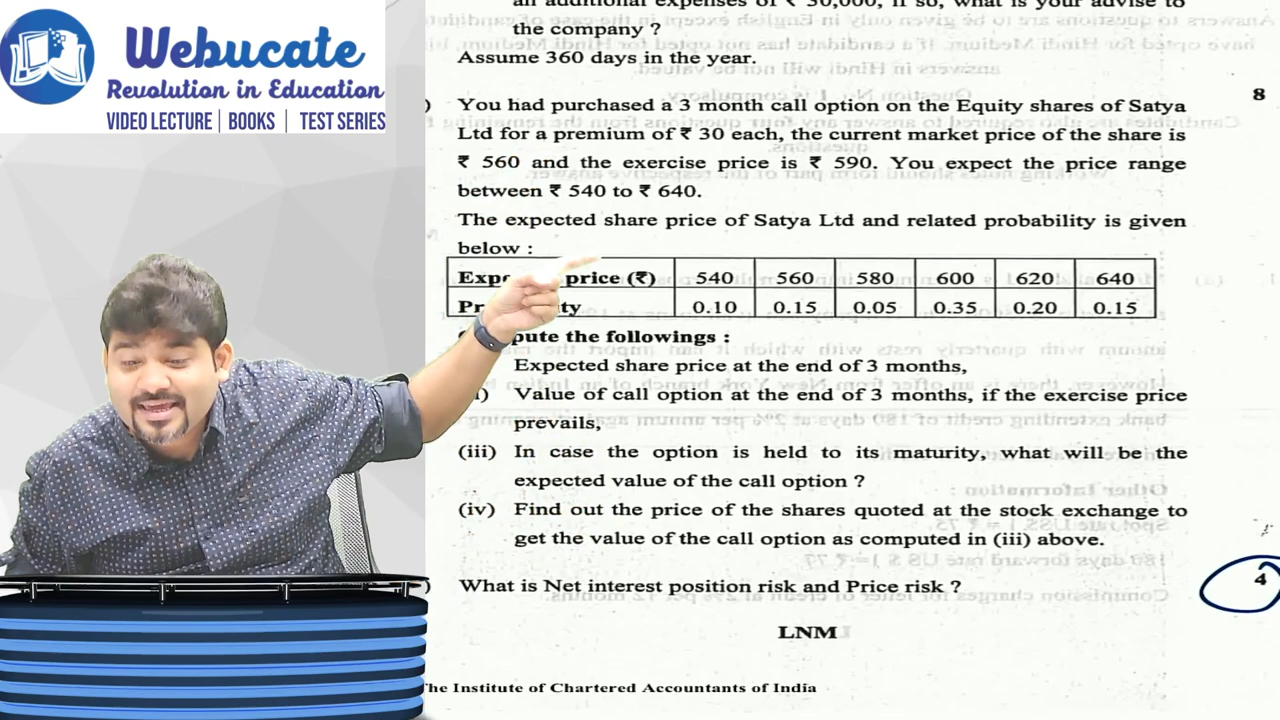 Webucate
Revolution in Education
VIDEO LECTURE | BOOKS | TEST SERIES
an additional expenses of ₹ 30,000, if so, what is your advise to
the company ?
Assume 360 days in the year.
) You had purchased a 3 month call option on the Equity shares of Satya 8
Ltd for a premium of ₹ 30 each, the current market price of the share is
₹ 560 and the exercise price is ₹ 590. You expect the price range
between ₹ 540 to ₹ 640.
The expected share price of Satya Ltd and related probability is given
below :
price (₹) 540 560 580 600 620 640
0.10 0.15 0.05 0.35 0.20 0.15
the followings :
Expected share price at the end of 3 months,
Value of call option at the end of 3 months, if the exercise price
prevails,
(iii) In case the option is held to its maturity, what will be the
expected value of the call option ?
(iv) Find out the price of the shares quoted at the stock exchange to
get the value of the call option as computed in (iii) above.
) What is Net interest position risk and Price risk ? 4
LNM
The Institute of Chartered Accountants of India